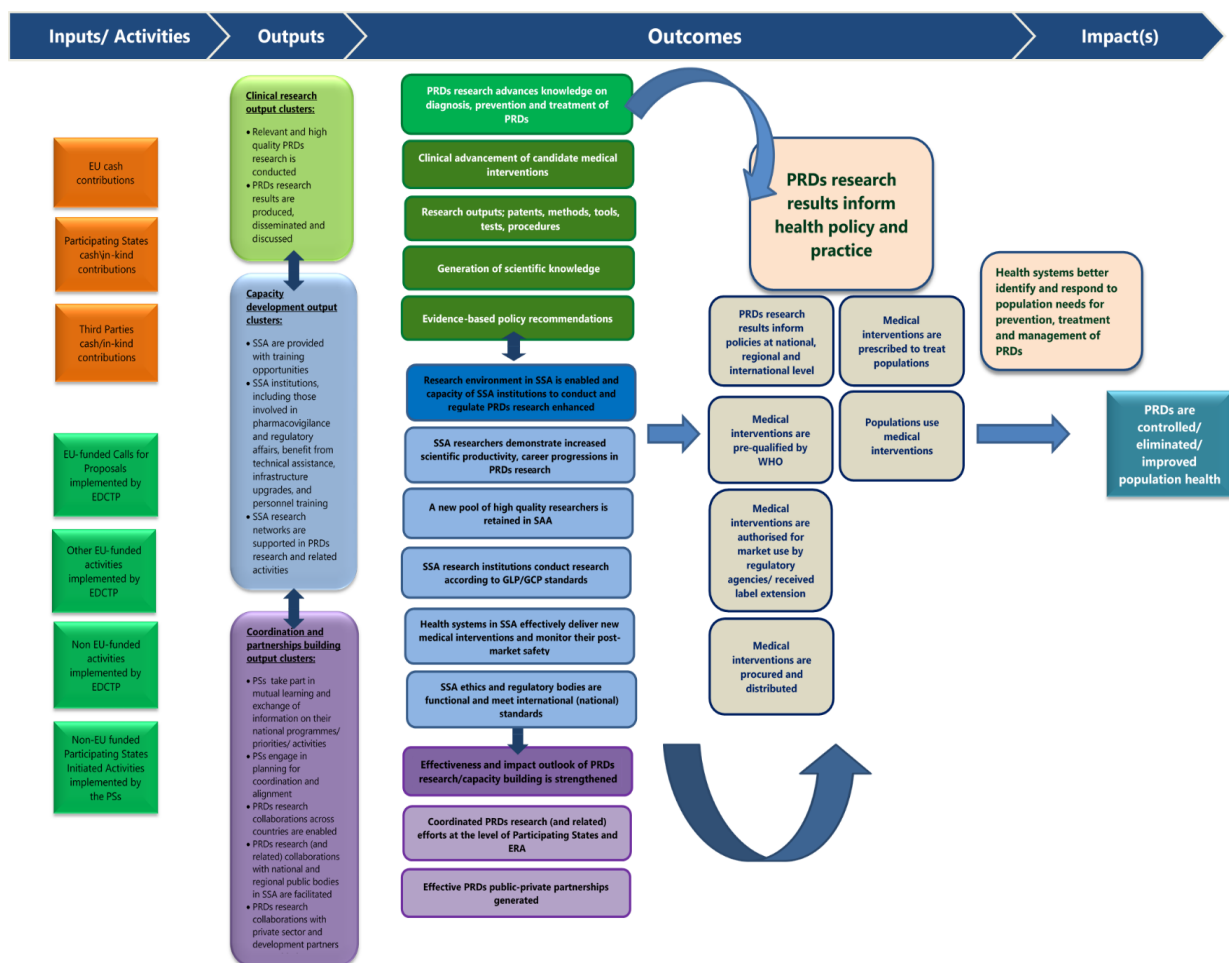 Inputs/ Activities
Outputs
Outcomes
Impact(s)
EU cash
contributions
Participating States
cash\in-kind
contributions
Third Parties
cash/in-kind
contributions
EU-funded Calls for
Proposals
implemented by
EDCTP
Other EU-funded
activities
implemented by
EDCTP
Non EU-funded
activities
implemented by
EDCTP
Non-EU funded
Participating States
Initiated Activities
implemented by
the PSs
Clinical research
output clusters:
• Relevant and high
quality PRDs
research is
conducted
• PRDs research
results are
produced,
disseminated and
discussed
Capacity
development output
clusters:
• SSA are provided
with training
opportunities
• SSA institutions,
including those
involved in
pharmacovigilance
and regulatory
affairs, benefit from
technical assistance,
infrastructure
upgrades, and
personnel training
• SSA research
networks are
supported in PRDs
research and related
activities
Coordination and
partnerships building
output clusters:
• PSs take part in
mutual learning and
exchange of
information on their
national programmes/
priorities/ activities
• PSs engage in
planning for
coordination and
alignment
• PRDs research
collaborations across
countries are enabled
• PRDs research (and
related) collaborations
with national and
regional public bodies
in SSA are facilitated
• PRDs research
collaborations with
private sector and
development partners
PRDs research advances knowledge on
diagnosis, prevention and treatment of
PRDs
Clinical advancement of candidate medical
interventions
Research outputs; patents, methods, tools,
tests, procedures
Generation of scientific knowledge
Evidence-based policy recommendations
Research environment in SSA is enabled and
capacity of SSA institutions to conduct and
regulate PRDs research enhanced
SSA researchers demonstrate increased
scientific productivity, career progressions in
PRDs research
A new pool of high quality researchers is
retained in SAA
SSA research institutions conduct research
according to GLP/GCP standards
Health systems in SSA effectively deliver new
medical interventions and monitor their post-
market safety
SSA ethics and regulatory bodies are
functional and meet international (national)
standards
Effectiveness and impact outlook of PRDs
research/capacity building is strengthened
Coordinated PRDs research (and related)
efforts at the level of Participating States and
ERA
Effective PRDs public-private partnerships
generated
PRDs research
results inform
health policy and
practice
PRDs research
results inform
policies at national,
regional and
international level
Medical
interventions are
prescribed to treat
populations
Medical
interventions are
pre-qualified by
WHO
Populations use
medical
interventions
Medical
interventions are
authorised for
market use by
regulatory
agencies/ received
label extension
Medical
interventions are
procured and
distributed
Health systems better
identify and respond to
population needs for
prevention, treatment
and management of
PRDs
PRDs are
controlled/
eliminated/
improved
population health